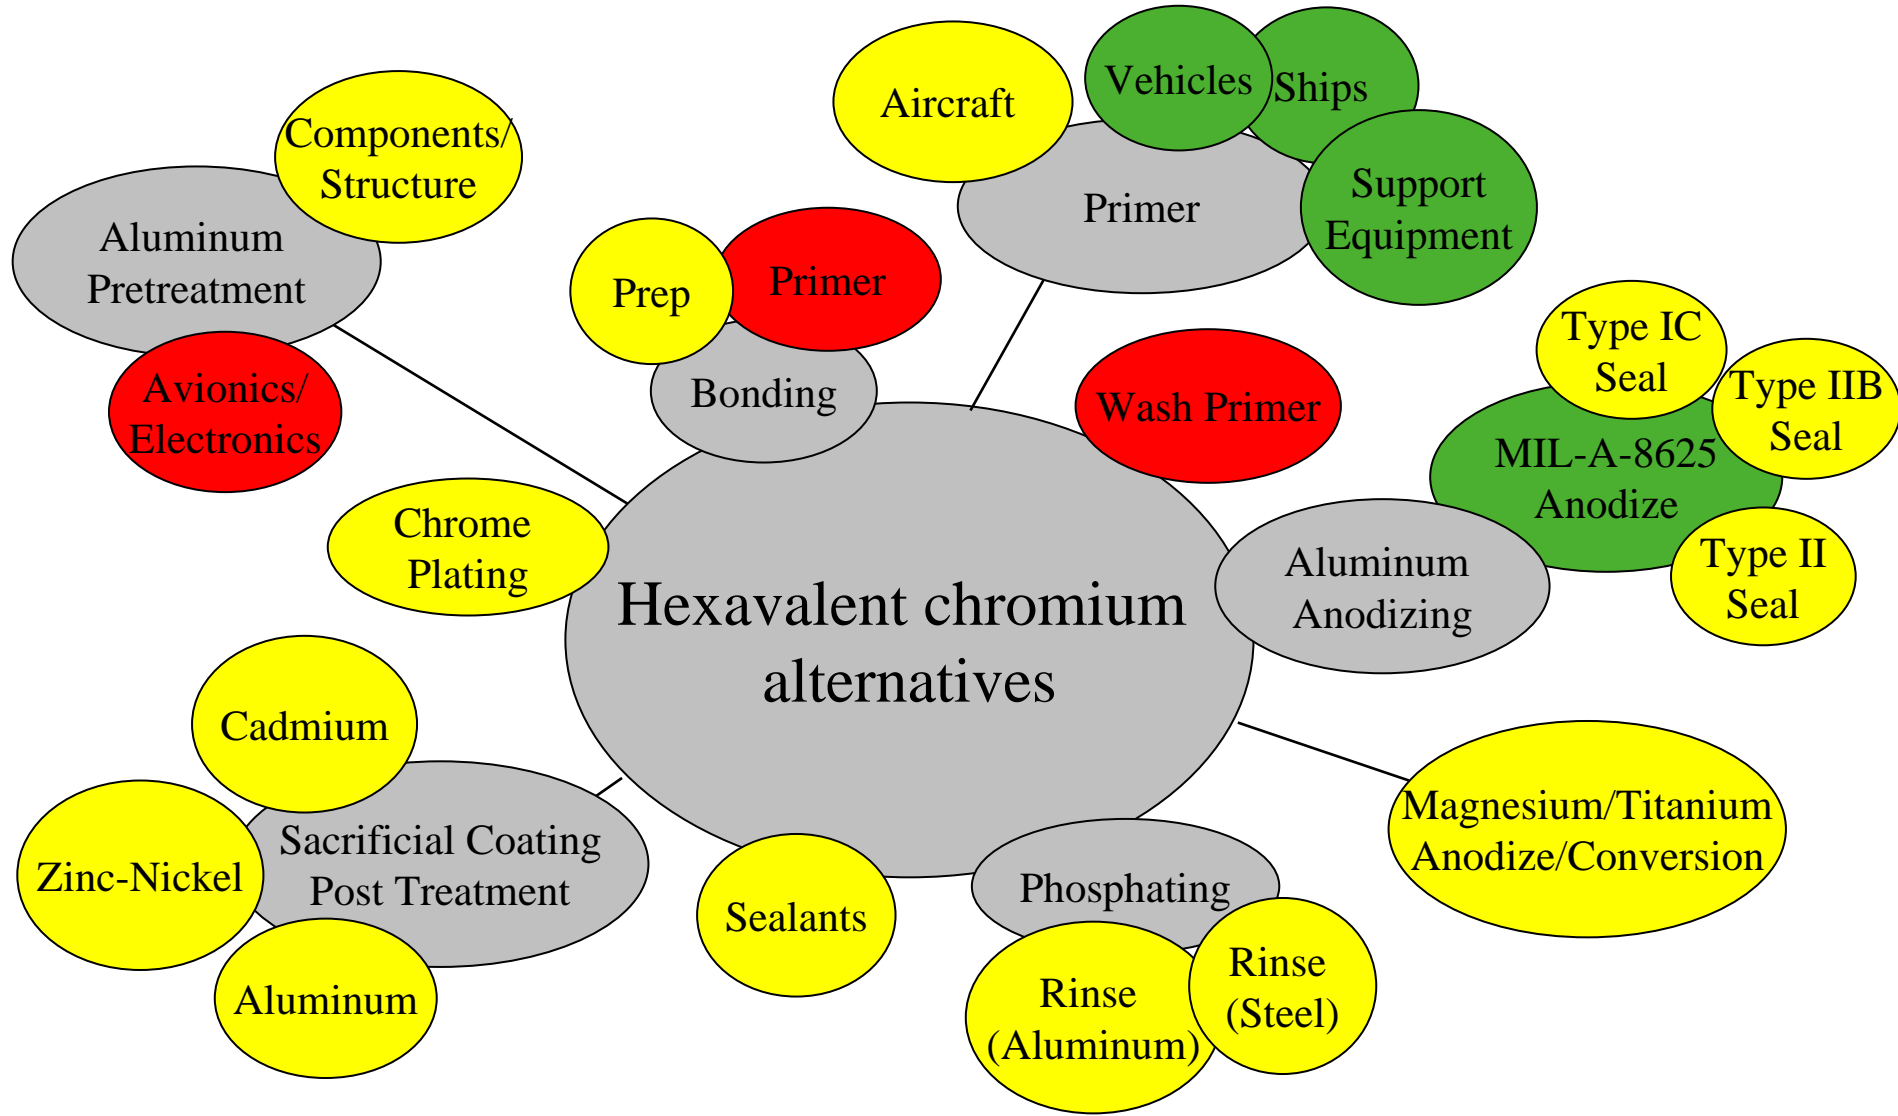 Aircraft
Vehicles
Ships
Components/
Structure
Support
Equipment
Primer
Aluminum
Pretreatment
Prep
Primer
Bonding
Avionics/
Electronics
Wash Primer
Type IC
Seal
Type IIB
Seal
MIL-A-8625
Anodize
Type II
Seal
Aluminum
Anodizing
Chrome
Plating
Hexavalent chromium
alternatives
Cadmium
Zinc-Nickel
Sacrificial Coating
Post Treatment
Aluminum
Sealants
Phosphating
Rinse
(Aluminum)
Rinse
(Steel)
Magnesium/Titanium
Anodize/Conversion